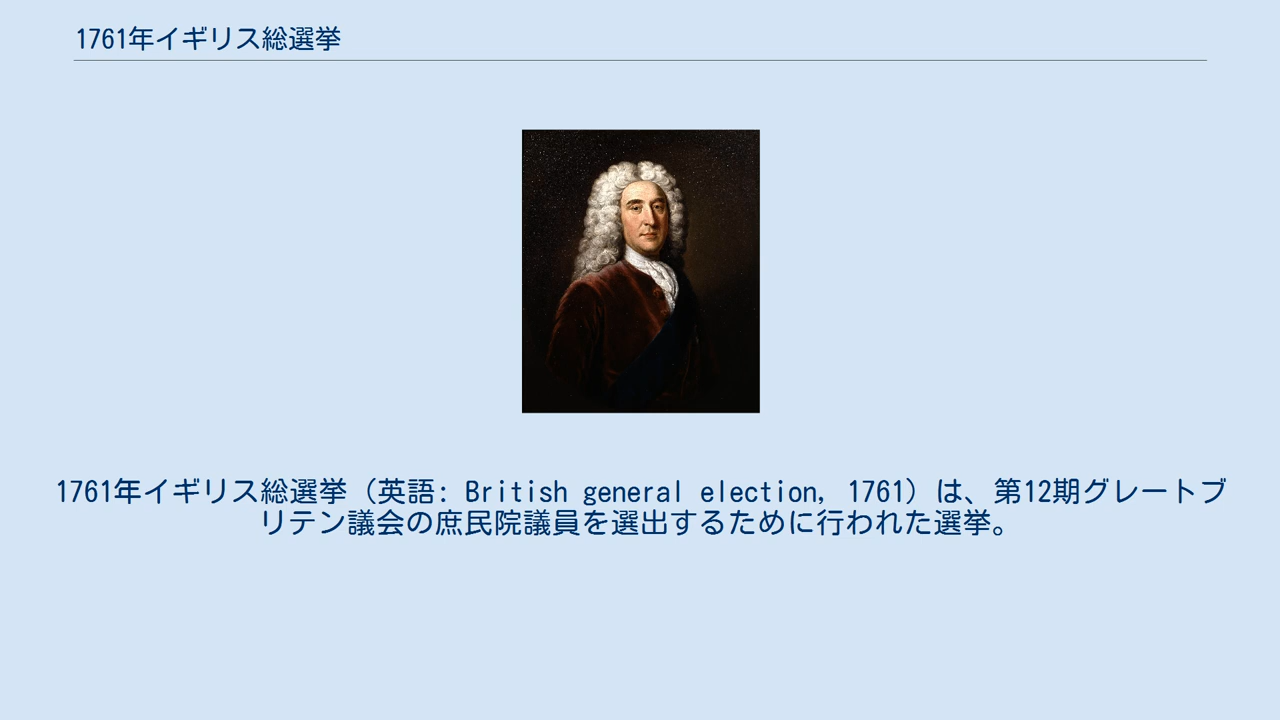 1761年イギリス総選挙
1761年イギリス総選挙（英語: British general election, 1761）は、第12期グレートブ
リテン議会の庶民院議員を選出するために行われた選挙。